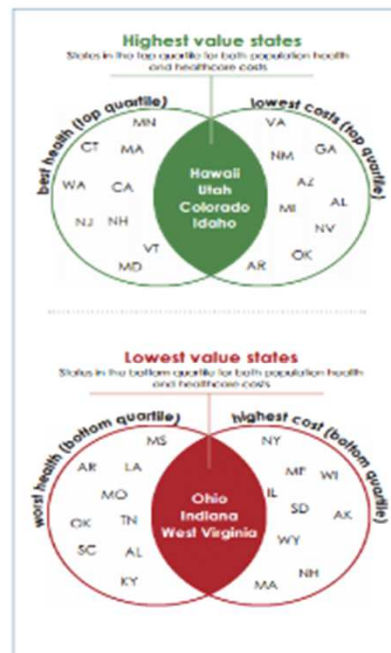 Highest value states
States in the top quartile for both population health
and healthcare costs
best health (top quartile)
lowest costs (top quartile)
MN
VA
CT
MA
NM
GA
WA
CA
AZ
MI
AL
NJ
NH
NV
VT
OK
MD
AR
Hawaii
Utah
Colorado
Idaho
Lowest value states
States in the bottom quartile for both population health
and healthcare costs
worst health (bottom quartile)
highest cost (bottom quartile)
MS
NY
AR
LA
WI
MO
IL
SD
AK
OK
TN
WY
SC
AL
NH
KY
MA
Ohio
Indiana
West Virginia